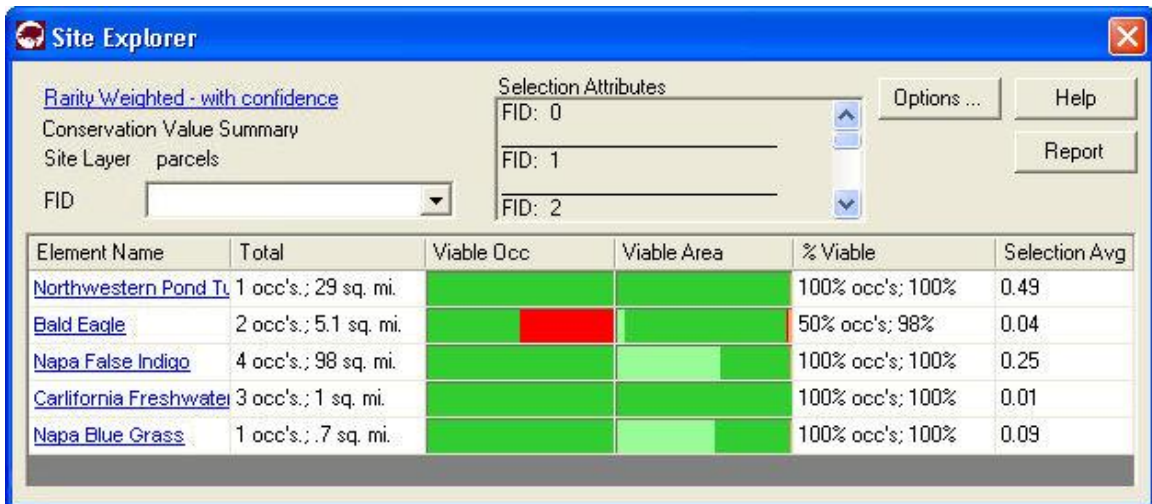 Site Explorer
Rarity Weighted - with confidence
Conservation Value Summary
Site Layer parcels
FID
Selection Attributes
FID: 0
FID: 1
FID: 2
Options ...
Help
Report
Element Name Total Viable Occ Viable Area % Viable Selection Avg
Northwestern Pond Tu 1 occ's.; 29 sq. mi. 100% occ's; 100% 0.49
Bald Eagle 2 occ's.; 5.1 sq. mi. 50% occ's; 98% 0.04
Napa False Indigo 4 occ's.; 98 sq. mi. 100% occ's; 100% 0.25
Carlifornia Freshwater 3 occ's.; 1 sq. mi. 100% occ's; 100% 0.01
Napa Blue Grass 1 occ's.; .7 sq. mi. 100% occ's; 100% 0.09